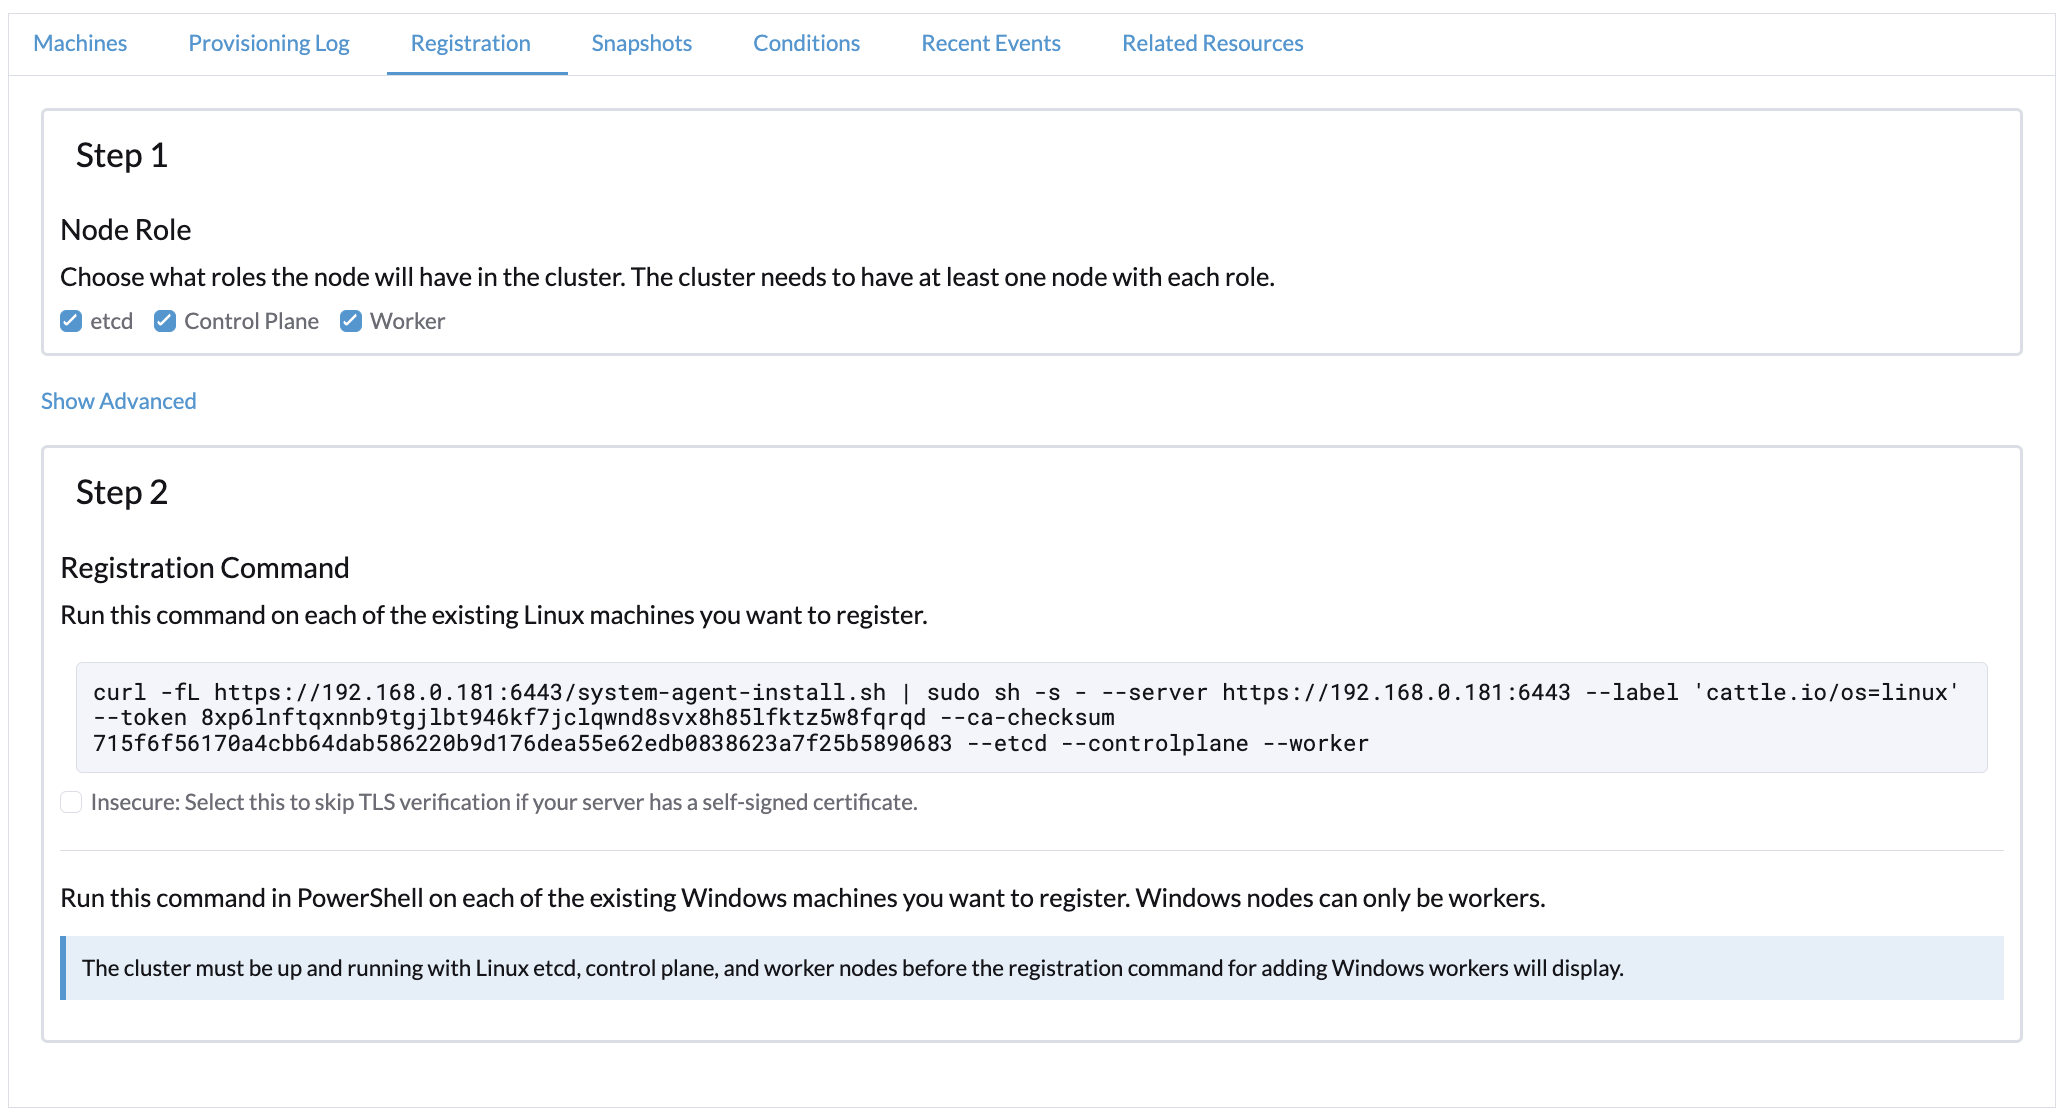 Machines Provisioning Log Registration Snapshots Conditions Recent Events Related Resources
Step 1
Node Role
Choose what roles the node will have in the cluster. The cluster needs to have at least one node with each role.
etcd Control Plane Worker
Show Advanced
Step 2
Registration Command
Run this command on each of the existing Linux machines you want to register.
curl -fL https://192.168.0.181:6443/system-agent-install.sh | sudo sh -s - --server https://192.168.0.181:6443 --label 'cattle.io/os=linux'
--token 8xp6lnftqxnnb9tgjlbt946kf7jclqwnd8svx8h85lfktz5w8fqrqd --ca-checksum
715f6f56170a4cbb64dab586220b9d176dea55e62edb0838623a7f25b5890683 --etcd --controlplane --worker
Insecure: Select this to skip TLS verification if your server has a self-signed certificate.
Run this command in PowerShell on each of the existing Windows machines you want to register. Windows nodes can only be workers.
The cluster must be up and running with Linux etcd, control plane, and worker nodes before the registration command for adding Windows workers will display.